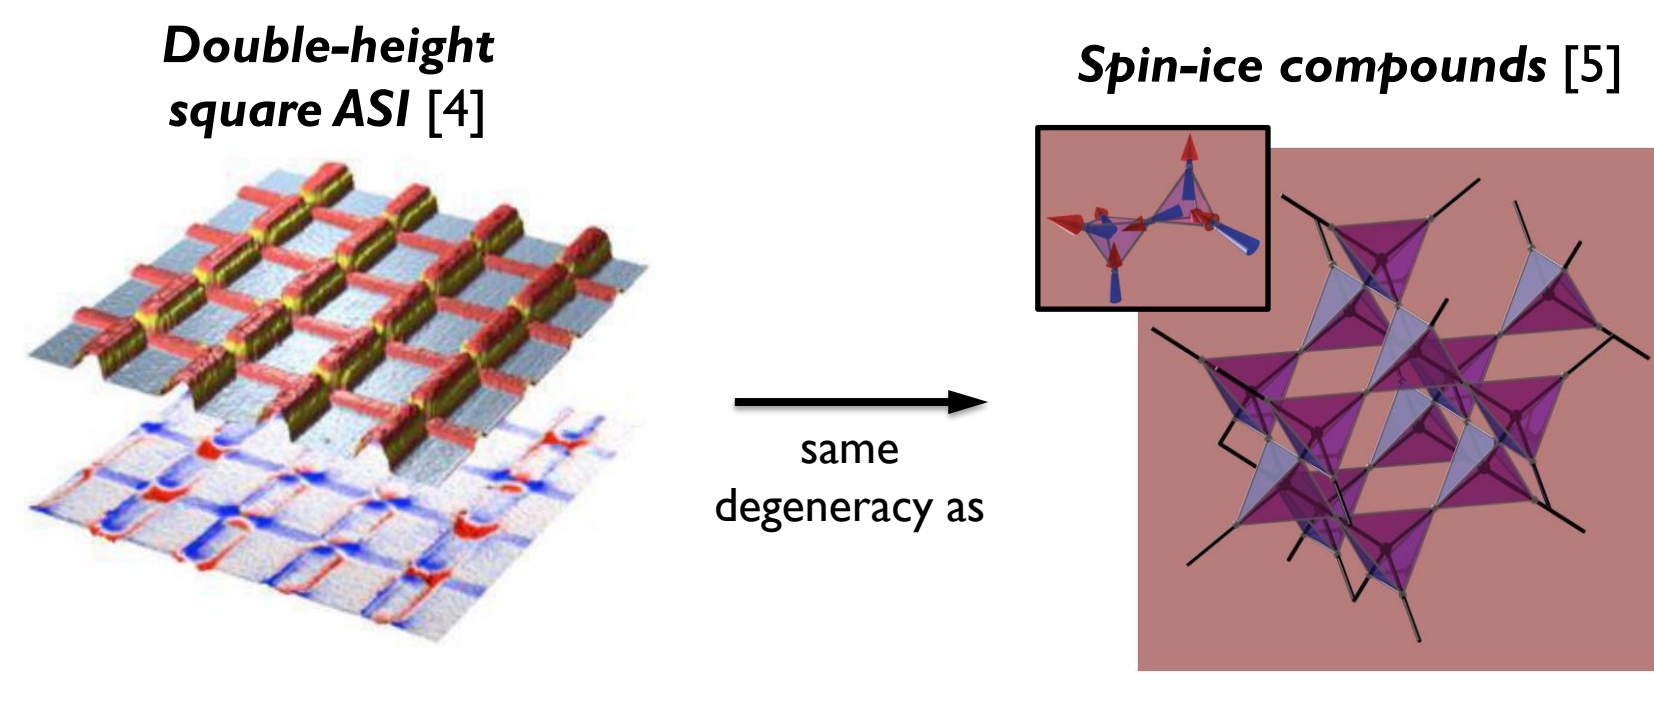 Double-height
square ASI [4]
Spin-ice compounds [5]
same
degeneracy as